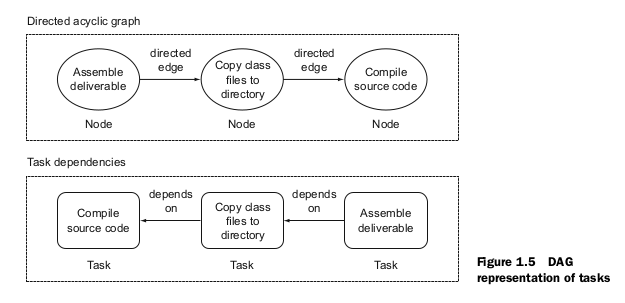 Directed acyclic graph
Assemble
deliverable
directed
edge
Copy class
files to
directory
directed
edge
Compile
source code
Node
Node
Node
Task dependencies
Compile
source code
depends
on
Copy class
files to
directory
depends
on
Assemble
deliverable
Task
Task
Task
Figure 1.5 DAG
representation of tasks